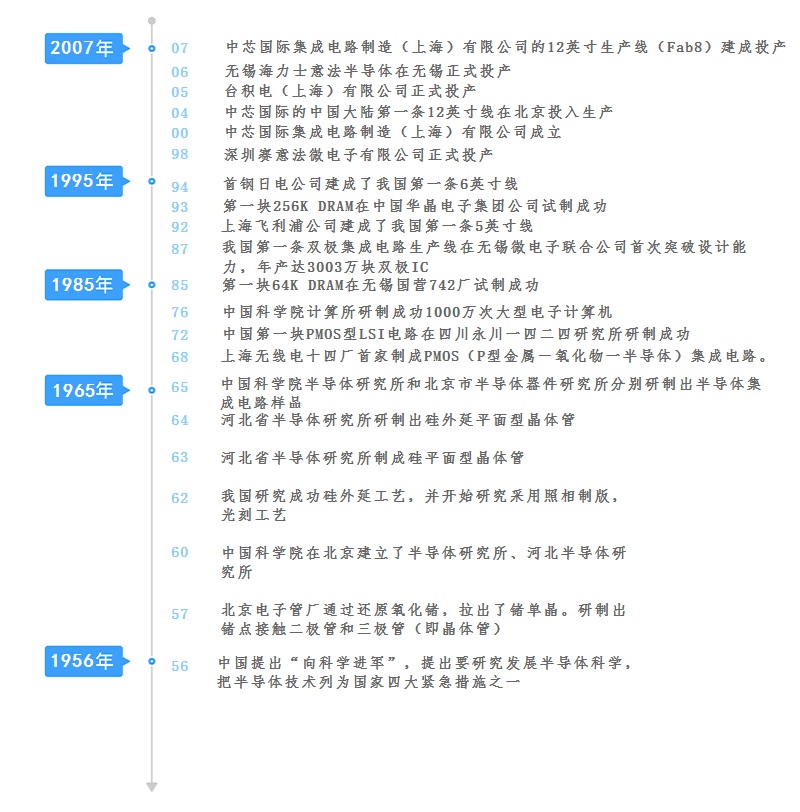 2007年
07 中芯国际集成电路制造（上海）有限公司的12英寸生产线（Fab8）建成投产
06 无锡海力士意法半导体在无锡正式投产
05 台积电（上海）有限公司正式投产
04 中芯国际的中国大陆第一条12英寸线在北京投入生产
00 中芯国际集成电路制造（上海）有限公司成立
98 深圳赛意法微电子有限公司正式投产
1995年
94 首钢日电公司建成了我国第一条6英寸线
93 第一块256K DRAM在中国华晶电子集团公司试制成功
92 上海飞利浦公司建成了我国第一条5英寸线
87 我国第一条双极集成电路生产线在无锡微电子联合公司首次突破设计能
力，年产达3003万块双极IC
1985年
85 第一块64K DRAM在无锡国营742厂试制成功
76 中国科学院计算所研制成功1000万次大型电子计算机
72 中国第一块PMOS型LSI电路在四川永川一四二四研究所研制成功
68 上海无线电十四厂首家制成PMOS（P型金属－氧化物－半导体）集成电路。
1965年
65 中国科学院半导体研究所和北京市半导体器件研究所分别研制出半导体集
成电路样品
64 河北省半导体研究所研制出硅外延平面型晶体管
63 河北省半导体研究所制成硅平面型晶体管
62 我国研究成功硅外延工艺，并开始研究采用照相制版，
光刻工艺
60 中国科学院在北京建立了半导体研究所、河北半导体研
究所
57 北京电子管厂通过还原氧化锗，拉出了锗单晶。研制出
锗点接触二极管和三极管（即晶体管）
1956年
56 中国提出“向科学进军”，提出要研究发展半导体科学，
把半导体技术列为国家四大紧急措施之一